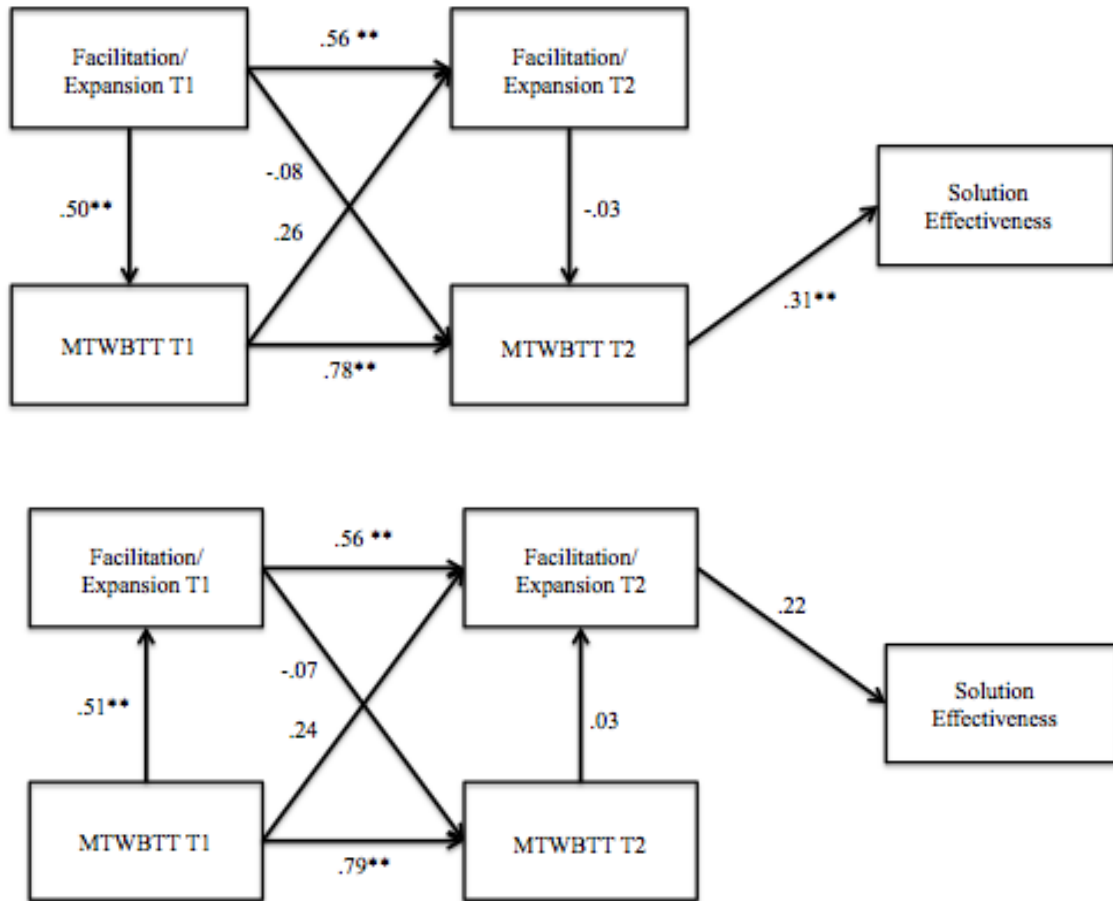 Facilitation/
Expansion T1
.56 **
Facilitation/
Expansion T2
-.08
.50**
.26
-.03
Solution
Effectiveness
.31**
MTWBTT T1
.78**
MTWBTT T2
Facilitation/
Expansion T1
.56 **
Facilitation/
Expansion T2
.22
-.07
.51**
.24
.03
Solution
Effectiveness
MTWBTT T1
.79**
MTWBTT T2